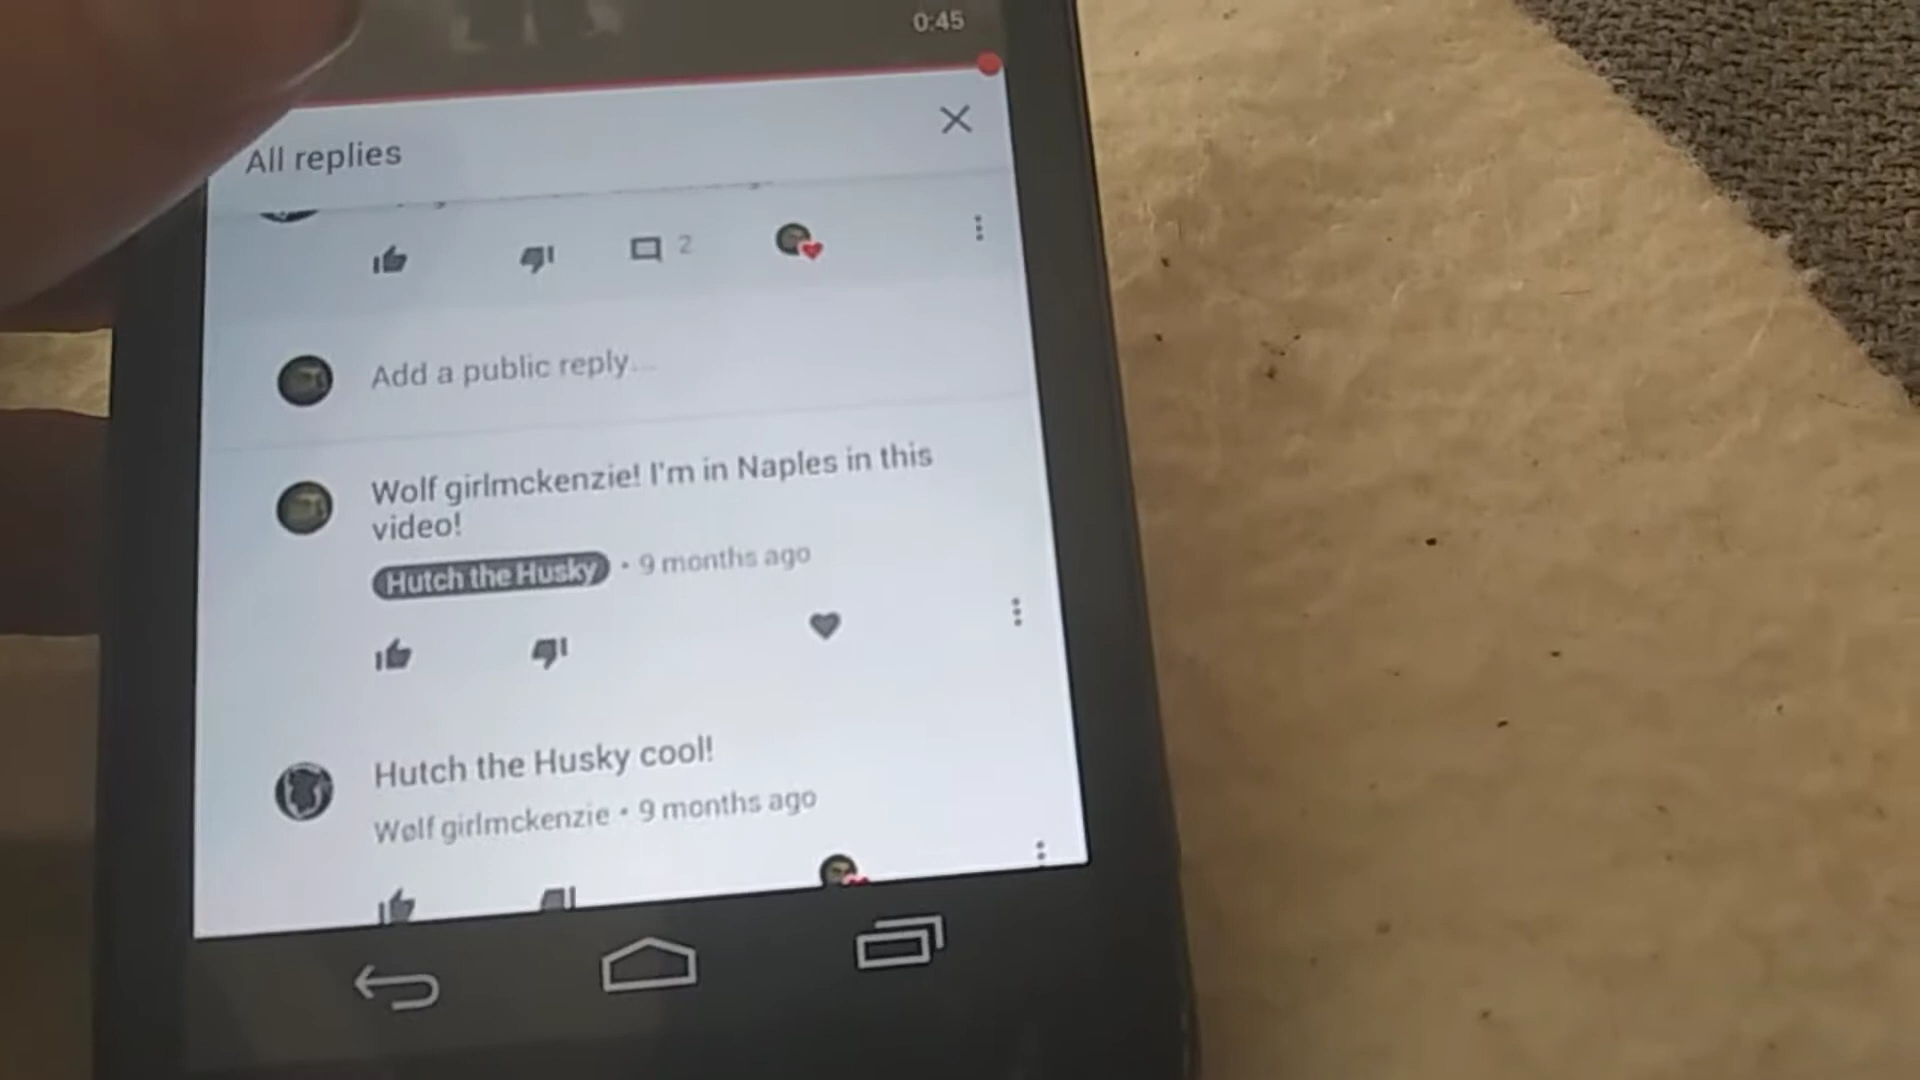 0:45
All replies
2
Add a public reply...
Wolf girlmckenzie! I'm in Naples in this
video!
Hutch the Husky • 9 months ago
Hutch the Husky cool!
Wolf girlmckenzie • 9 months ago